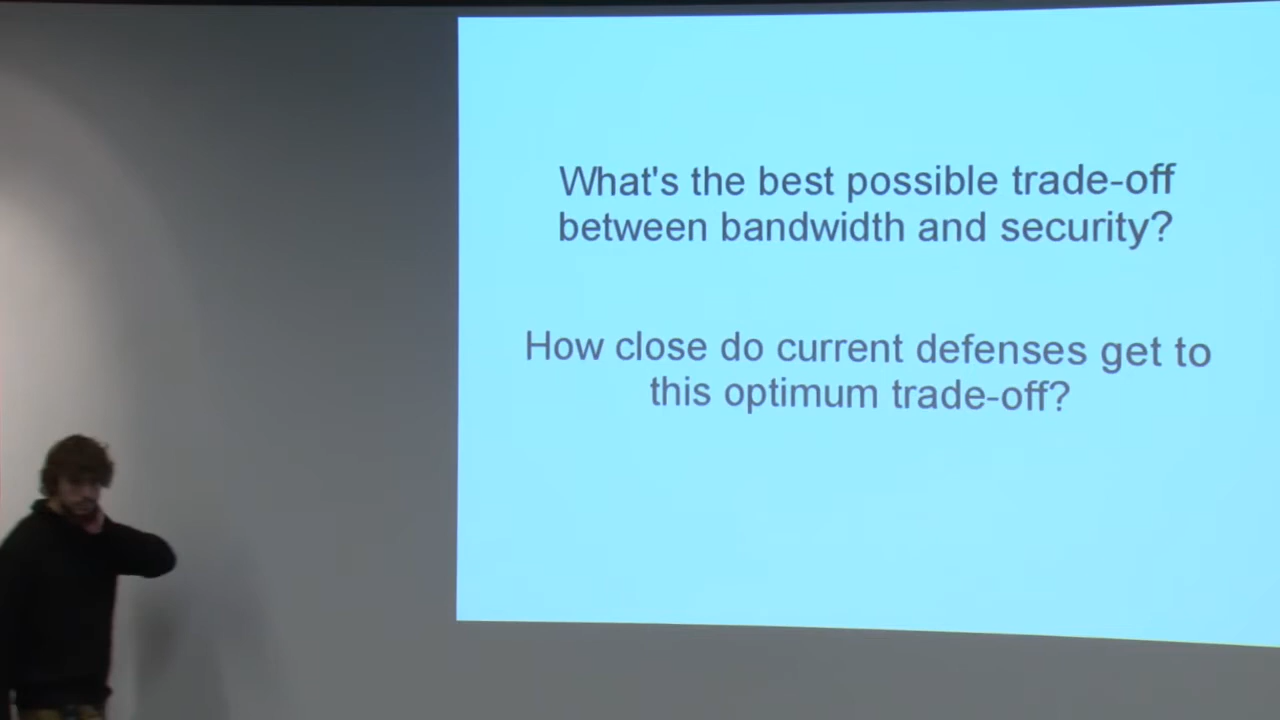 What's the best possible trade-off
between bandwidth and security?
How close do current defenses get to
this optimum trade-off?